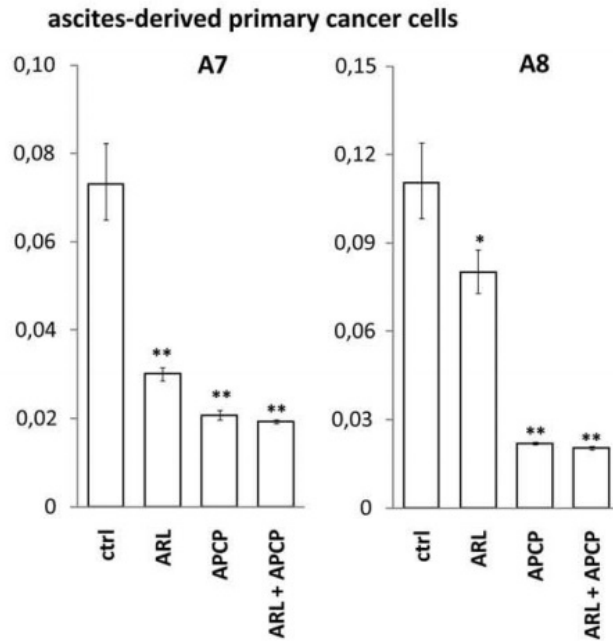 ascites-derived primary cancer cells
A7
0,10
0,08
0,06
0,04
0,02
0
**
**
**
ctrl
ARL
APCP
ARL + APCP
A8
0,15
0,12
0,09
0,06
0,03
0
*
**
**
ctrl
ARL
APCP
ARL + APCP